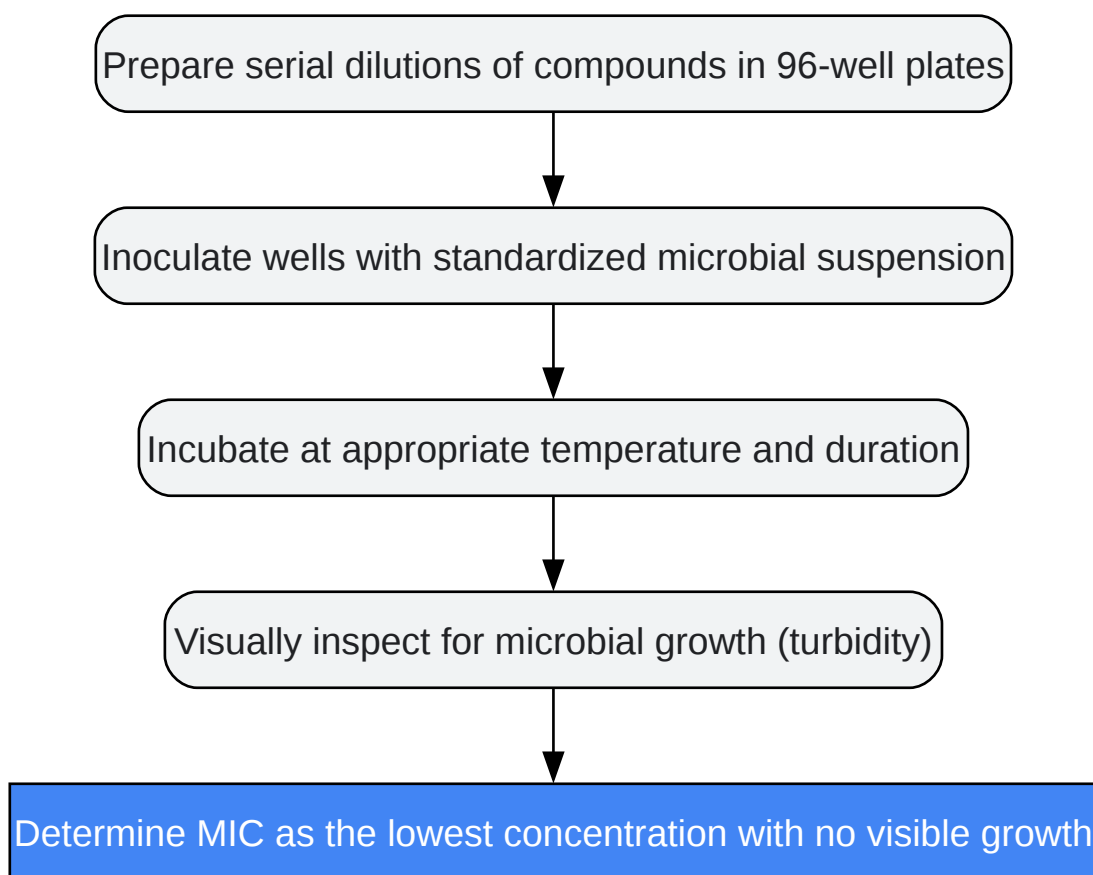 Prepare serial dilutions of compounds in 96-well plates
Inoculate wells with standardized microbial suspension
Incubate at appropriate temperature and duration
Visually inspect for microbial growth (turbidity)
Determine MIC as the lowest concentration with no visible growth